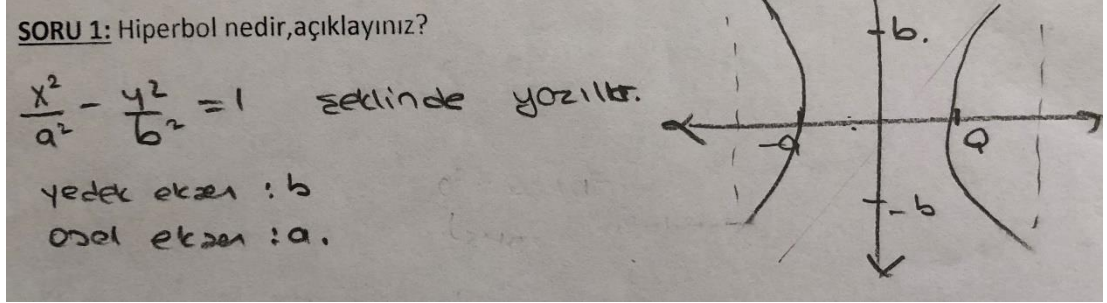 SORU 1: Hiperbol nedir,açıklayınız?
x²/a² - y²/b² = 1 şeklinde yazılır.
yedek eksen : b
asal eksen : a.
b.
-a
a
-b